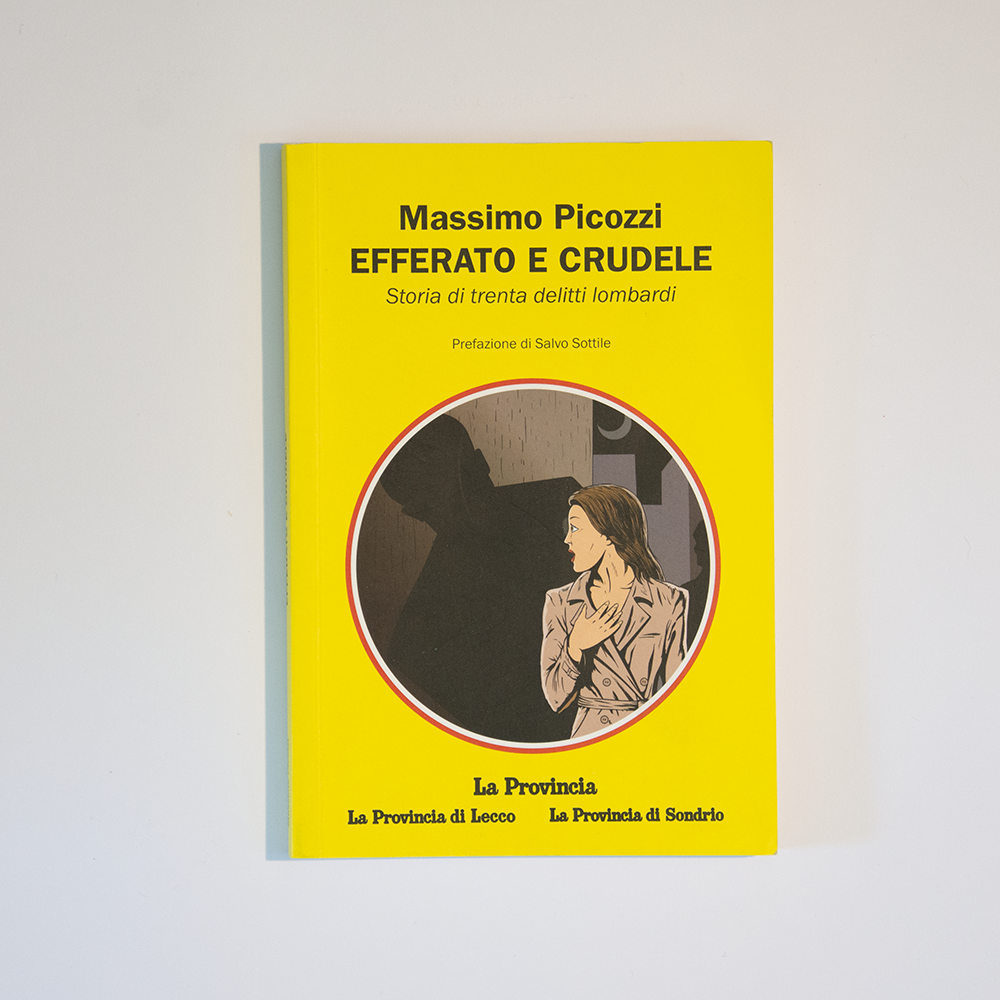 Massimo Picozzi
EFFERATO E CRUDELE
Storia di trenta delitti lombardi
Prefazione di Salvo Sottile
La Provincia
La Provincia di Lecco La Provincia di Sondrio